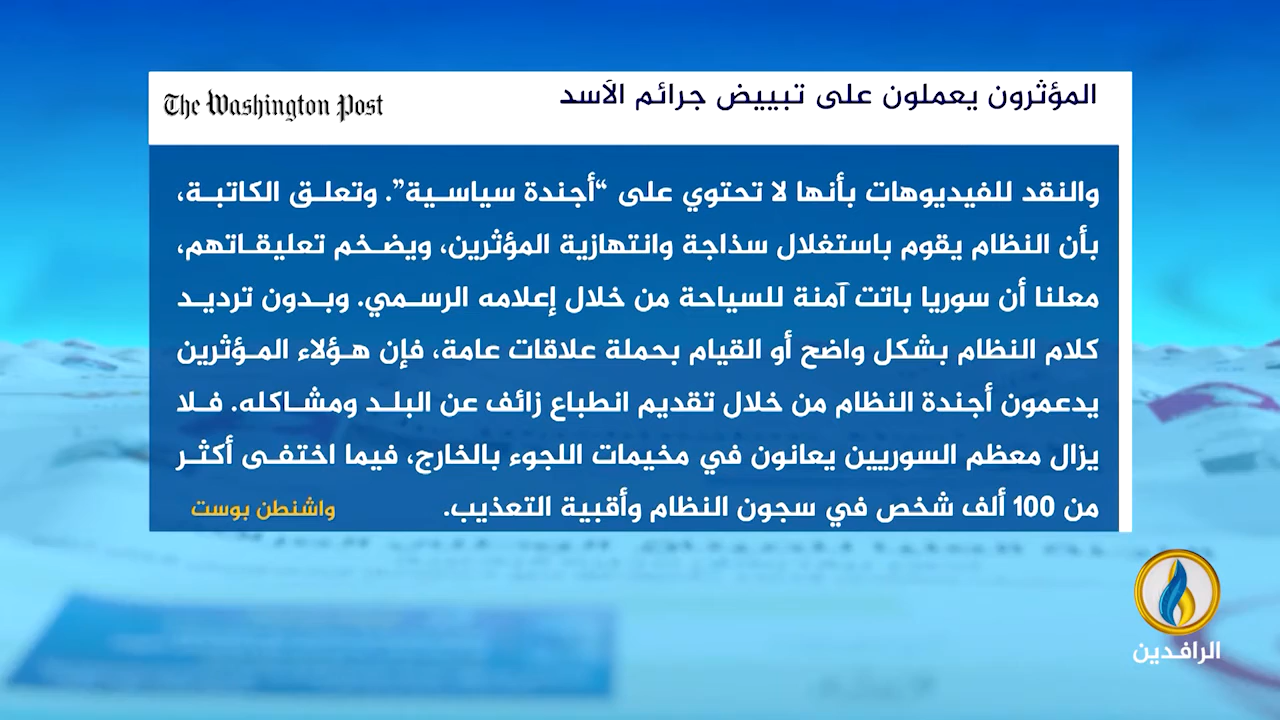 The Washington Post
المؤثرون يعملون على تبييض جرائم الأسد
والنقد للفيديوهات بأنها لا تحتوي على “أجندة سياسية”. وتعلق الكاتبة،
بأن النظام يقوم باستغلال سذاجة وانتهازية المؤثرين، ويضخم تعليقاتهم،
معلنا أن سوريا باتت آمنة للسياحة من خلال إعلامه الرسمي. وبدون ترديد
كلام النظام بشكل واضح أو القيام بحملة علاقات عامة، فإن هؤلاء المؤثرين
يدعمون أجندة النظام من خلال تقديم انطباع زائف عن البلد ومشاكله. فلا
يزال معظم السوريين يعانون في مخيمات اللجوء بالخارج، فيما اختفى أكثر
من 100 ألف شخص في سجون النظام وأقبية التعذيب.
واشنطن بوست
الرافدين